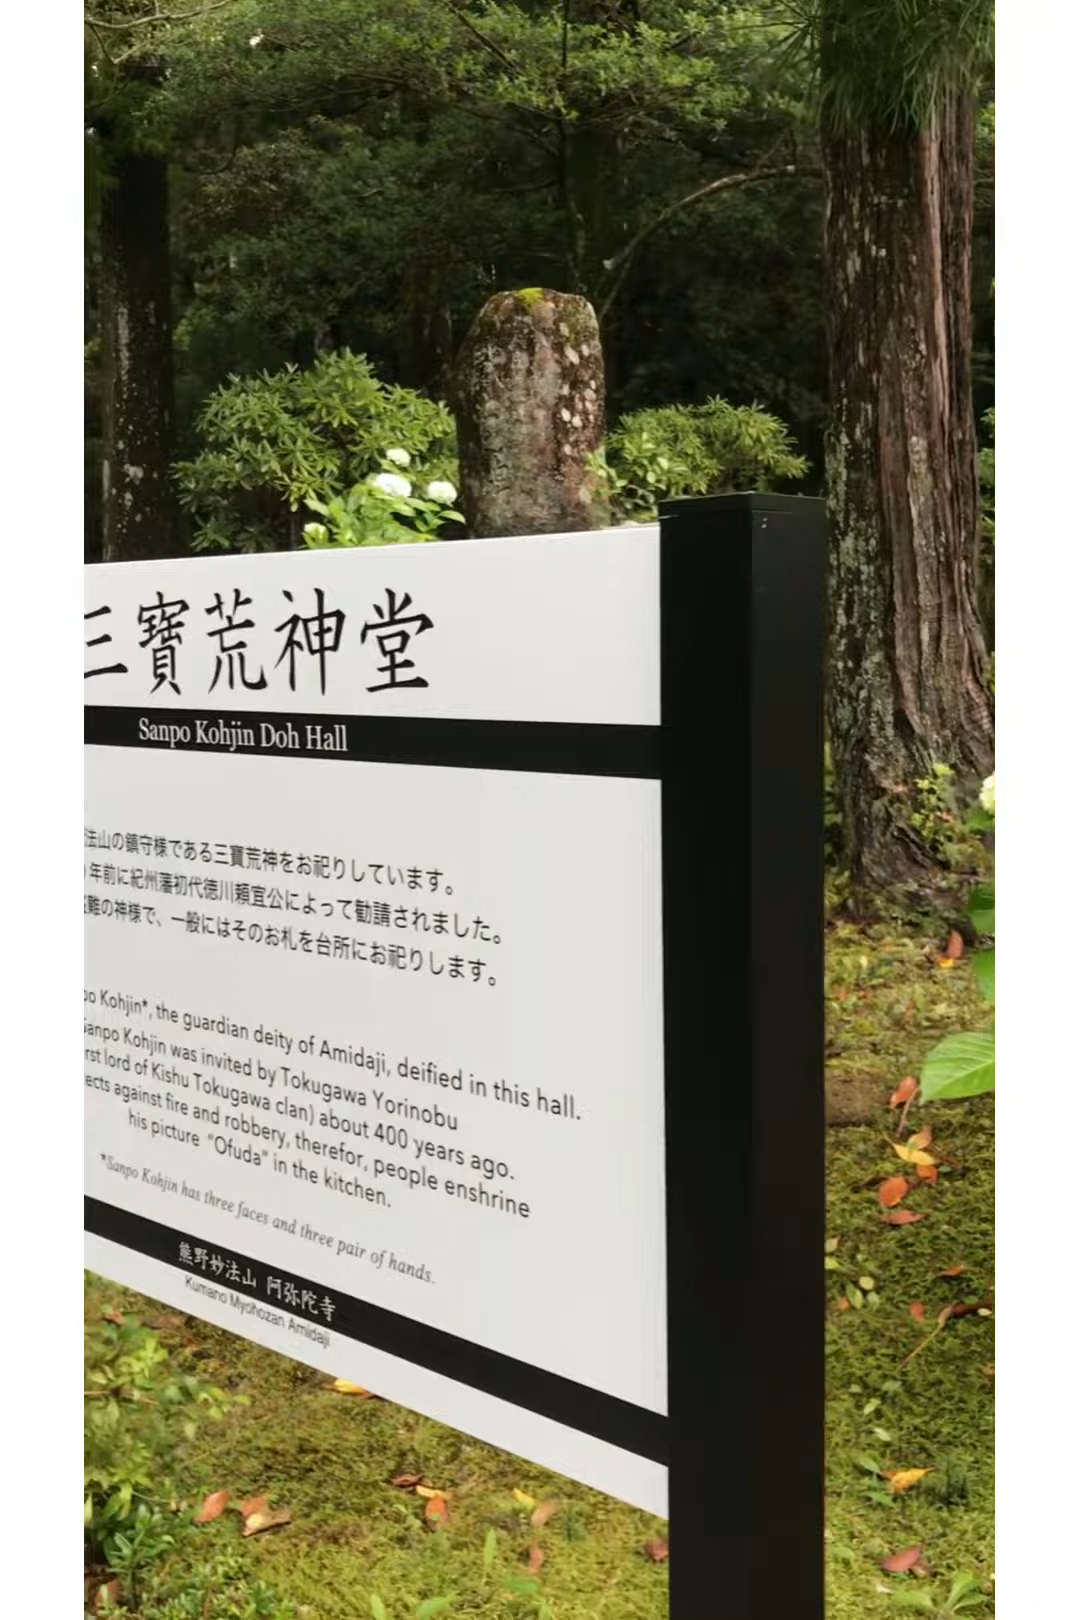 三寶荒神堂
Sanpo Kohjin Doh Hall
法山の鎮守様である三寶荒神をお祀りしています。
年前に紀州藩初代徳川頼宣公によって勧請されました。
難の神様で、一般にはそのお札を台所にお祀りします。
po Kohjin*, the guardian deity of Amidaji, deified in this hall.
Sanpo Kohjin was invited by Tokugawa Yorinobu
rst lord of Kishu Tokugawa clan) about 400 years ago.
ects against fire and robbery, therefor, people enshrine
his picture "Ofuda" in the kitchen.
*Sanpo Kohjin has three faces and three pair of hands.
熊野妙法山 阿弥陀寺
Kumano Myohozan Amidaji